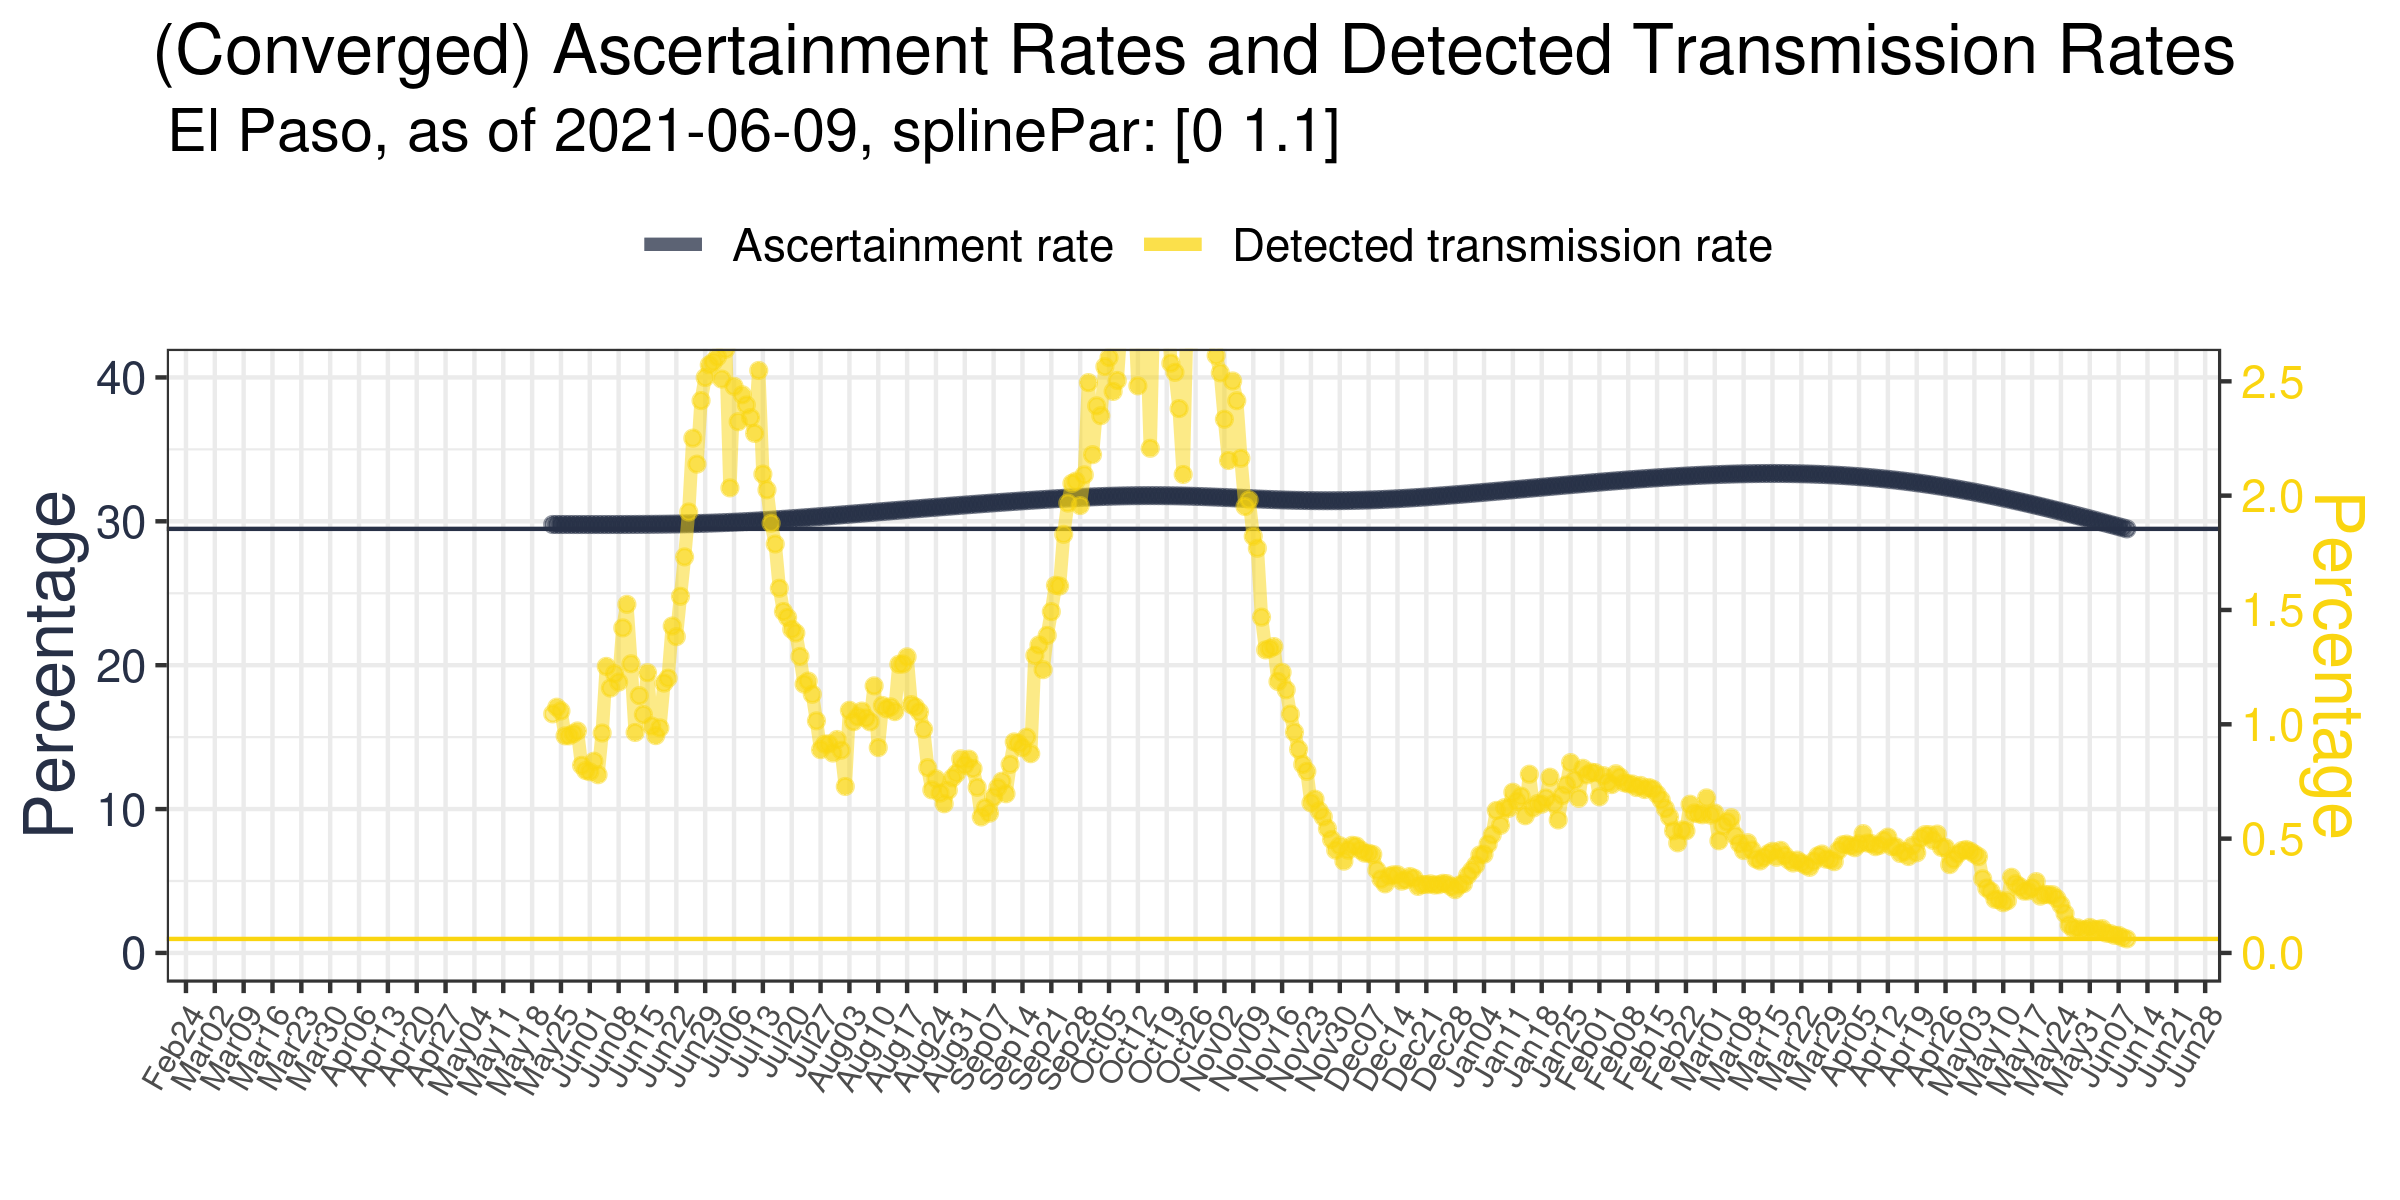 (Converged) Ascertainment Rates and Detected Transmission Rates
El Paso, as of 2021-06-09, splinePar: [0 1.1]
Ascertainment rate
Detected transmission rate
Percentage
40
30
20
10
0
2.5
2.0
1.5
1.0
0.5
0.0
Percentage
Feb24
Mar02
Mar09
Mar16
Mar23
Mar30
Apr06
Apr13
Apr20
Apr27
May04
May11
May18
May25
Jun01
Jun08
Jun15
Jun22
Jun29
Jul06
Jul13
Jul20
Jul27
Aug03
Aug10
Aug17
Aug24
Aug31
Sep07
Sep14
Sep21
Sep28
Oct05
Oct12
Oct19
Oct26
Nov02
Nov09
Nov16
Nov23
Nov30
Dec07
Dec14
Dec21
Dec28
Jan04
Jan11
Jan18
Jan25
Feb01
Feb08
Feb15
Feb22
Mar01
Mar08
Mar15
Mar22
Mar29
Apr05
Apr12
Apr19
Apr26
May03
May10
May17
May24
May31
Jun07
Jun14
Jun21
Jun28